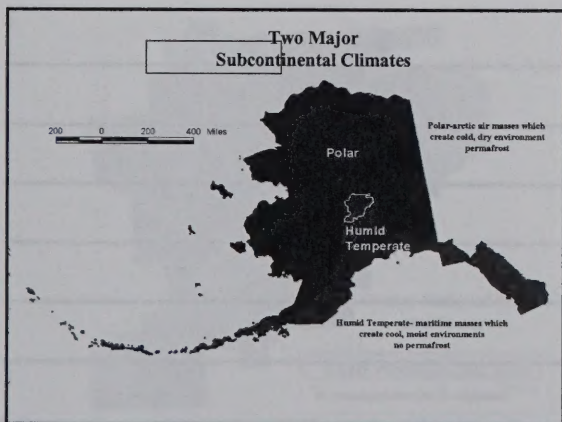 Two Major
Subcontinental Climates
200 0 200 400 Miles
Polar-arctic air masses which
create cold, dry environment
permafrost
Polar
Humid
Temperate
Humid Temperate- maritime masses which
create cool, moist environments
no permafrost